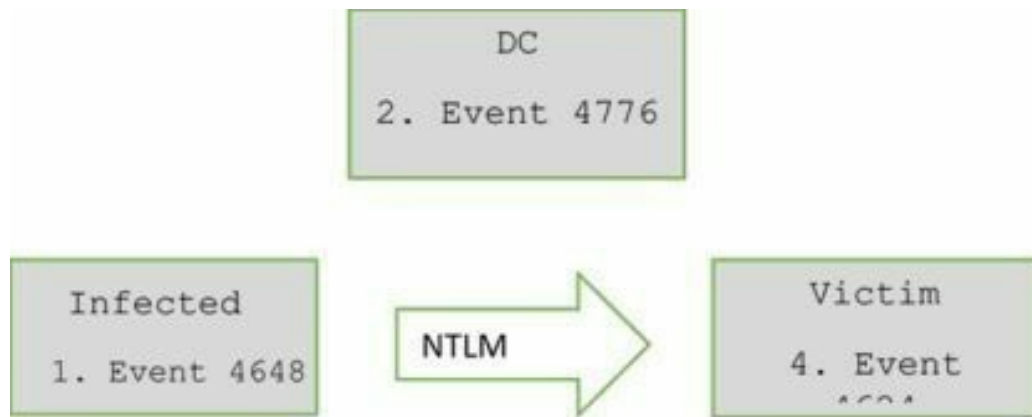 DC
2. Event 4776
Infected
1. Event 4648
NTLM
Victim
4. Event